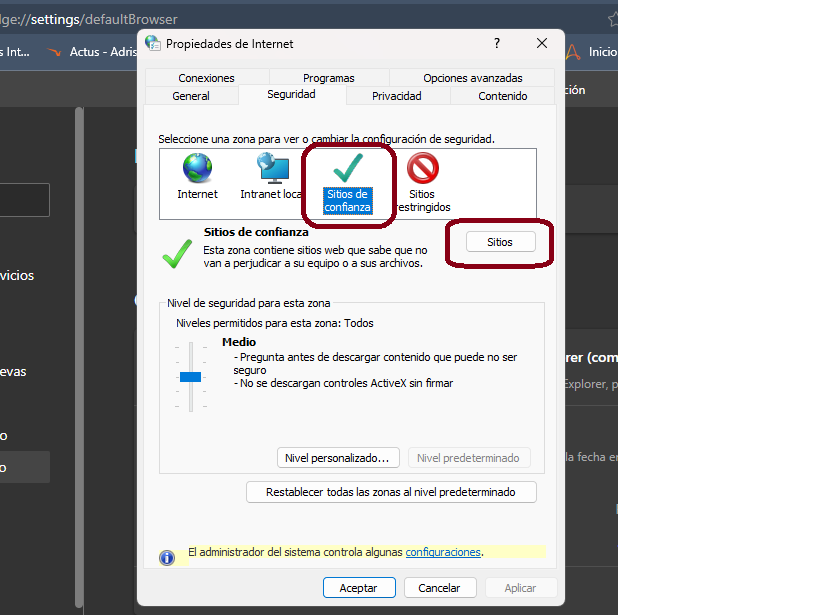 dge://settings/defaultBrowser
s Int...
Actus - Adris
Inicio
Propiedades de Internet
?
Conexiones
Programas
Opciones avanzadas
General
Seguridad
Privacidad
Contenido
ción
Seleccione una zona para ver o cambiar la configuración de seguridad.
Internet
Intranet loca
Sitios de
confianza
Sitios
restringidos
Sitios de confianza
Esta zona contiene sitios web que sabe que no
van a perjudicar a su equipo o a sus archivos.
Sitios
vicios
Nivel de seguridad para esta zona
Niveles permitidos para esta zona: Todos
Medio
- Pregunta antes de descargar contenido que puede no ser
seguro
- No se descargan controles ActiveX sin firmar
rer (com
Explorer, p
evas
o
la fecha en
o
Nivel personalizado...
Nivel predeterminado
Restablecer todas las zonas al nivel predeterminado
El administrador del sistema controla algunas configuraciones.
Aceptar
Cancelar
Aplicar